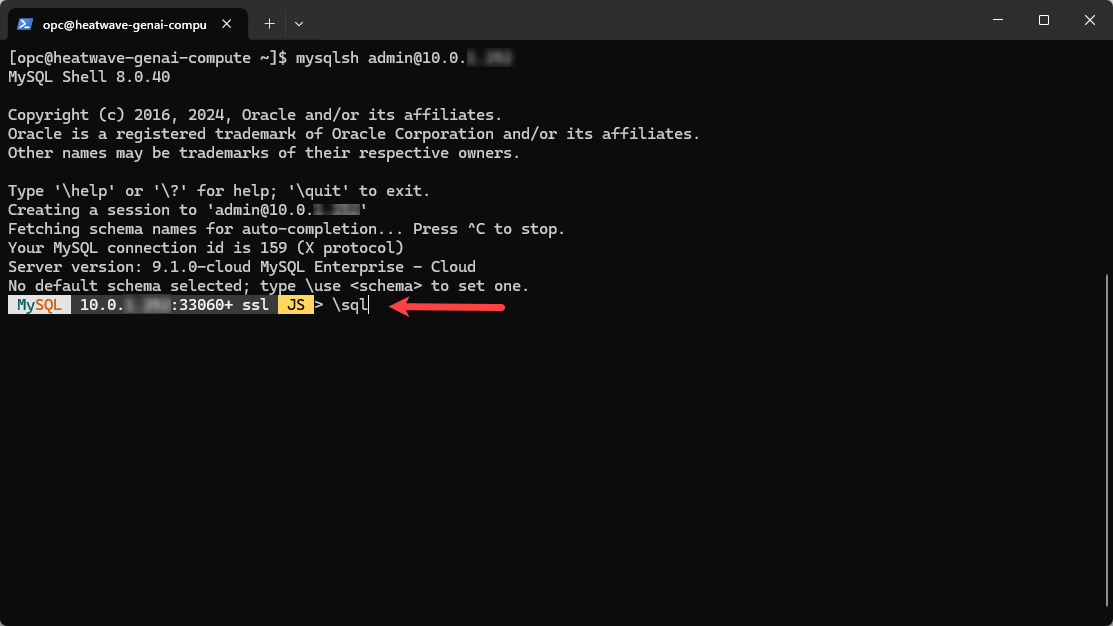 opc@heatwave-genai-compu
[opc@heatwave-genai-compute ~]$ mysqlsh admin@10.0.
MySQL Shell 8.0.40
Copyright (c) 2016, 2024, Oracle and/or its affiliates.
Oracle is a registered trademark of Oracle Corporation and/or its affiliates.
Other names may be trademarks of their respective owners.
Type '\help' or '\?' for help; '\quit' to exit.
Creating a session to 'admin@10.0.'
Fetching schema names for auto-completion... Press ^C to stop.
Your MySQL connection id is 159 (X protocol)
Server version: 9.1.0-cloud MySQL Enterprise - Cloud
No default schema selected; type \use <schema> to set one.
MySQL 10.0. :33060+ ssl JS > \sql